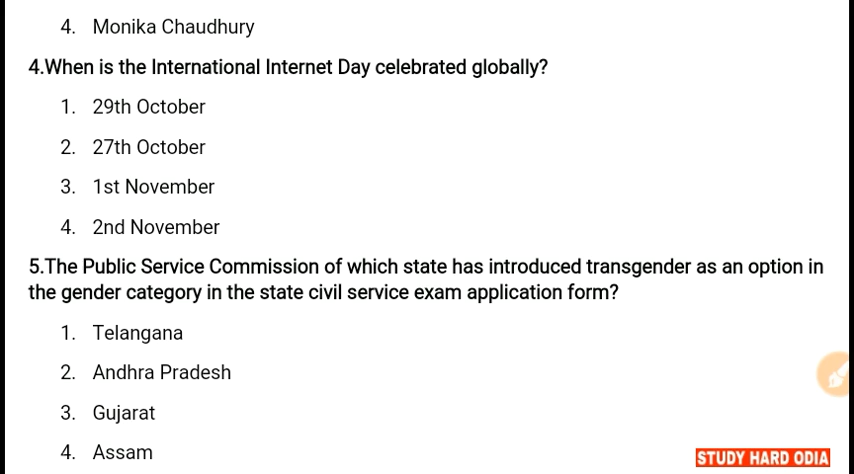 4. Monika Chaudhury
4.When is the International Internet Day celebrated globally?
1. 29th October
2. 27th October
3. 1st November
4. 2nd November
5.The Public Service Commission of which state has introduced transgender as an option in
the gender category in the state civil service exam application form?
1. Telangana
2. Andhra Pradesh
3. Gujarat
4. Assam
STUDY HARD ODIA